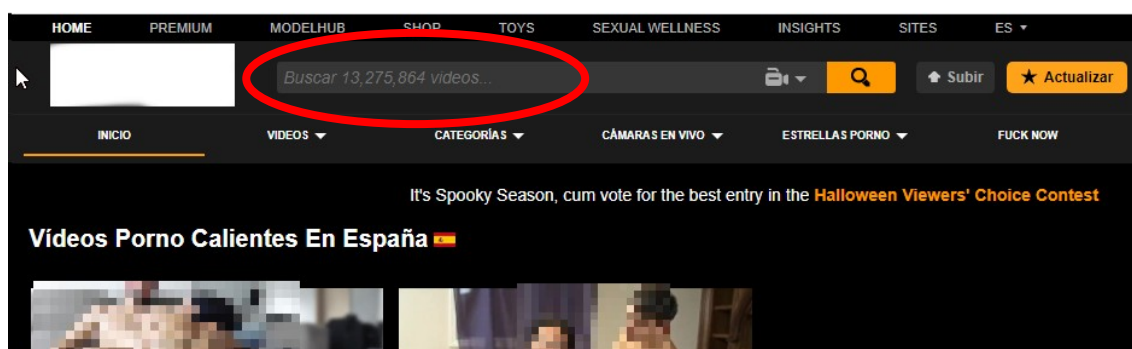 HOME PREMIUM MODELHUB SHOP TOYS SEXUAL WELLNESS INSIGHTS SITES ES
Buscar 13,275,864 videos... Subir Actualizar
INICIO VIDEOS CATEGORÍAS CÁMARAS EN VIVO ESTRELLAS PORNO FUCK NOW
It's Spooky Season, cum vote for the best entry in the Halloween Viewers' Choice Contest
Vídeos Porno Calientes En España